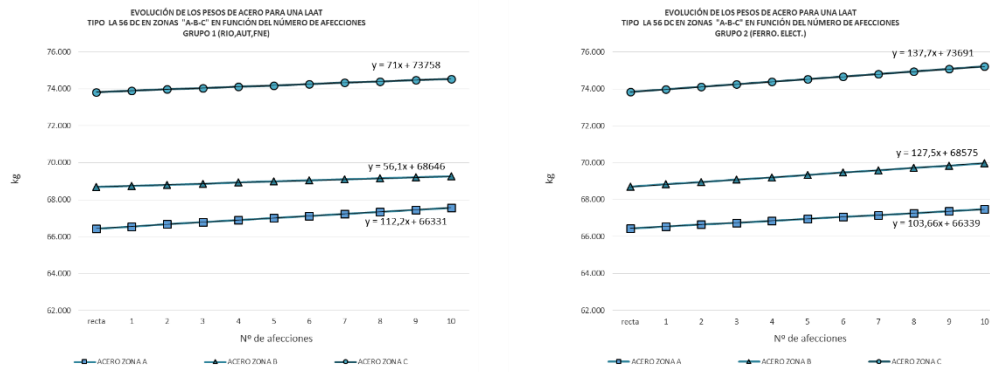 EVOLUCIÓN DE LOS PESOS DE ACERO PARA UNA LAAT
TIPO LA 56 DC EN ZONAS "A-B-C" EN FUNCIÓN DEL NÚMERO DE AFECCIONES
GRUPO 1 (RIO,AUT,FNE)
76.000
74.000
72.000
70.000
68.000
66.000
64.000
62.000
kg
y = 71x + 73758
y = 56,1x + 68646
y = 112,2x + 66331
recta 1 2 3 4 5 6 7 8 9 10
Nº de afecciones
ACERO ZONA A ACERO ZONA B ACERO ZONA C
EVOLUCIÓN DE LOS PESOS DE ACERO PARA UNA LAAT
TIPO LA 56 DC EN ZONAS "A-B-C" EN FUNCIÓN DEL NÚMERO DE AFECCIONES
GRUPO 2 (FERRO. ELECT.)
76.000
74.000
72.000
70.000
68.000
66.000
64.000
62.000
kg
y = 137,7x + 73691
y = 127,5x + 68575
y = 103,66x + 66339
recta 1 2 3 4 5 6 7 8 9 10
Nº de afecciones
ACERO ZONA A ACERO ZONA B ACERO ZONA C